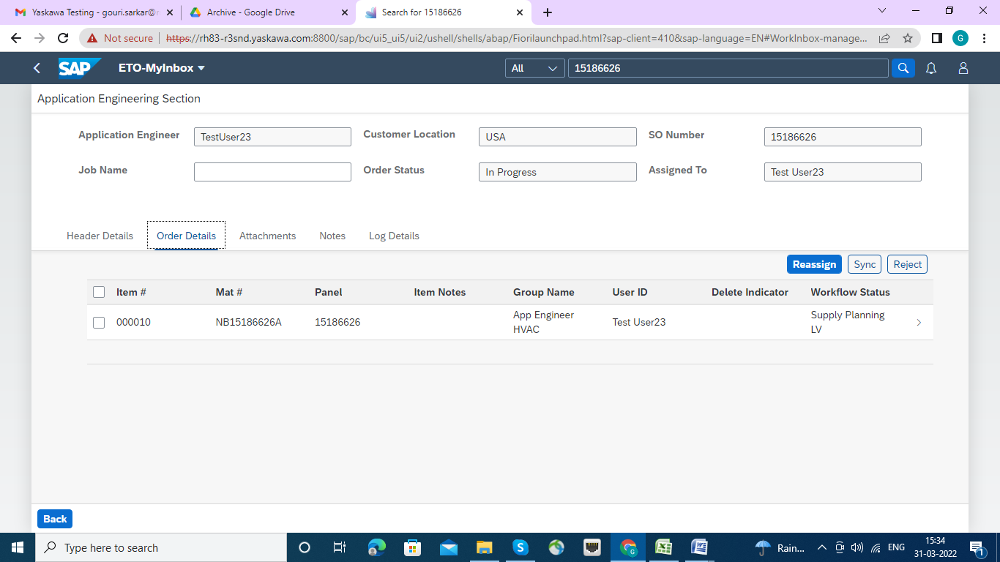 Yaskawa Testing - gouri.sarkar@
Archive - Google Drive
Search for 15186626
Not secure
https://rh83-r3snd.yaskawa.com:8800/sap/bc/ui5_ui5/ui2/ushell/shells/abap/Fiorilaunchpad.html?sap-client=410&sap-language=EN#WorkInbox-manage...
G
SAP
ETO-MyInbox
All
15186626
Application Engineering Section
Application Engineer
TestUser23
Customer Location
USA
SO Number
15186626
Job Name
Order Status
In Progress
Assigned To
Test User23
Header Details
Order Details
Attachments
Notes
Log Details
Reassign
Sync
Reject
Item #
Mat #
Panel
Item Notes
Group Name
User ID
Delete Indicator
Workflow Status
000010
NB15186626A
15186626
App Engineer
HVAC
Test User23
Supply Planning
LV
Back
Type here to search
Rain...
ENG
15:34
31-03-2022
1